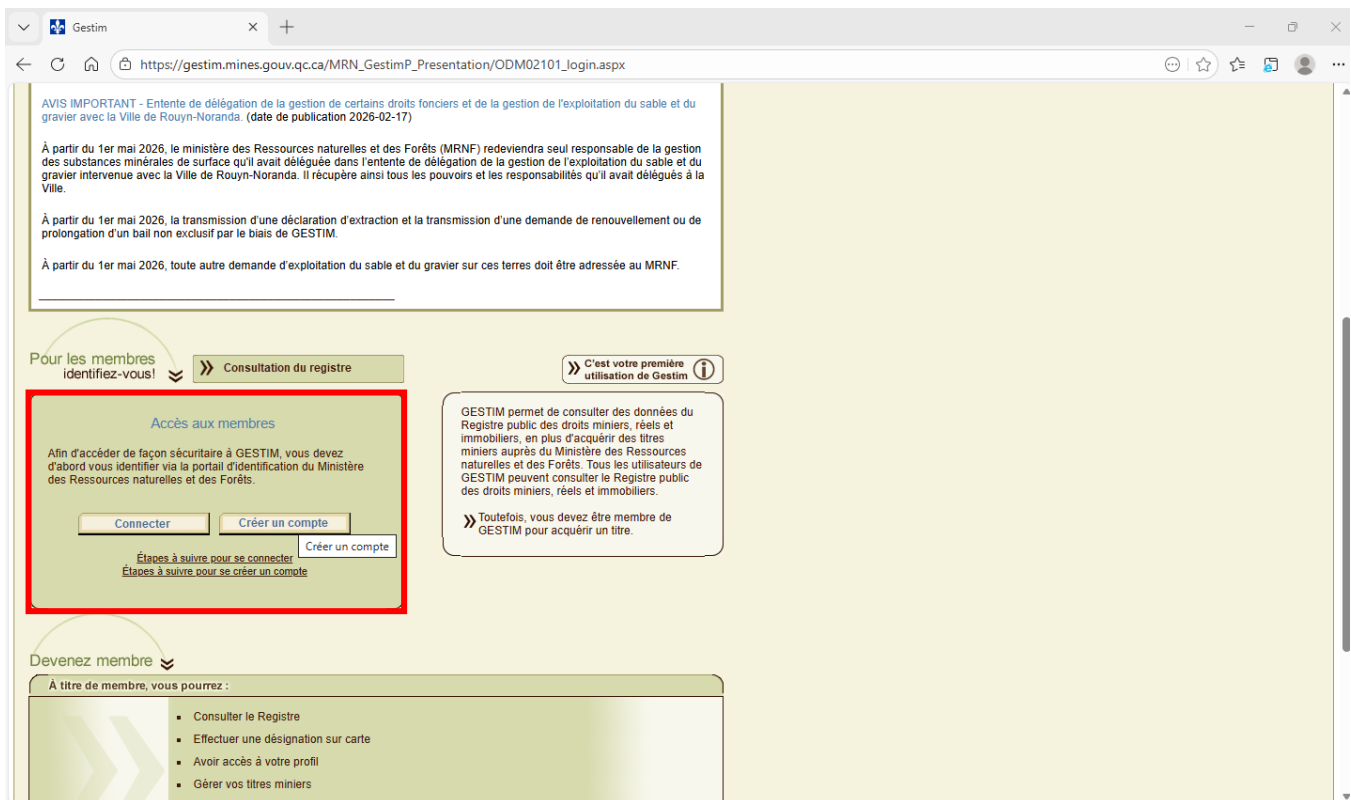 Gestim
https://gestim.mines.gouv.qc.ca/MRN_GestimP_Presentation/ODM02101_login.aspx
AVIS IMPORTANT - Entente de délégation de la gestion de certains droits fonciers et de la gestion de l'exploitation du sable et du
gravier avec la Ville de Rouyn-Noranda. (date de publication 2026-02-17)
À partir du 1er mai 2026, le ministère des Ressources naturelles et des Forêts (MRNF) redeviendra seul responsable de la gestion
des substances minérales de surface qu'il avait déléguée dans l'entente de délégation de la gestion de l'exploitation du sable et du
gravier intervenue avec la Ville de Rouyn-Noranda. Il récupère ainsi tous les pouvoirs et les responsabilités qu'il avait délégués à la
Ville.
À partir du 1er mai 2026, la transmission d'une déclaration d'extraction et la transmission d'une demande de renouvellement ou de
prolongation d'un bail non exclusif par le biais de GESTIM.
À partir du 1er mai 2026, toute autre demande d'exploitation du sable et du gravier sur ces terres doit être adressée au MRNF.
Pour les membres
identifiez-vous!
Consultation du registre
C'est votre première
utilisation de Gestim
Accès aux membres
Afin d'accéder de façon sécuritaire à GESTIM, vous devez
d'abord vous identifier via la portail d'identification du Ministère
des Ressources naturelles et des Forêts.
Connecter
Créer un compte
Créer un compte
Étapes à suivre pour se connecter
Étapes à suivre pour se créer un compte
GESTIM permet de consulter des données du
Registre public des droits miniers, réels et
immobiliers, en plus d'acquérir des titres
miniers auprès du Ministère des Ressources
naturelles et des Forêts. Tous les utilisateurs de
GESTIM peuvent consulter le Registre public
des droits miniers, réels et immobiliers.
Toutefois, vous devez être membre de
GESTIM pour acquérir un titre.
Devenez membre
À titre de membre, vous pourrez :
Consulter le Registre
Effectuer une désignation sur carte
Avoir accès à votre profil
Gérer vos titres miniers